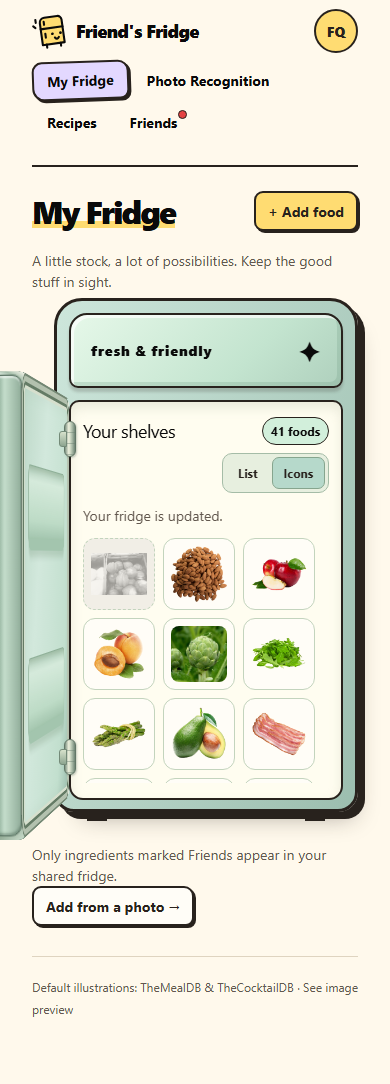 Friend's Fridge
FQ
My Fridge
Photo Recognition
Recipes
Friends
My Fridge
+ Add food
A little stock, a lot of possibilities. Keep the good
stuff in sight.
fresh & friendly
Your shelves
41 foods
List
Icons
Your fridge is updated.
Only ingredients marked Friends appear in your
shared fridge.
Add from a photo →
Default illustrations: TheMealDB & TheCocktailDB · See image
preview